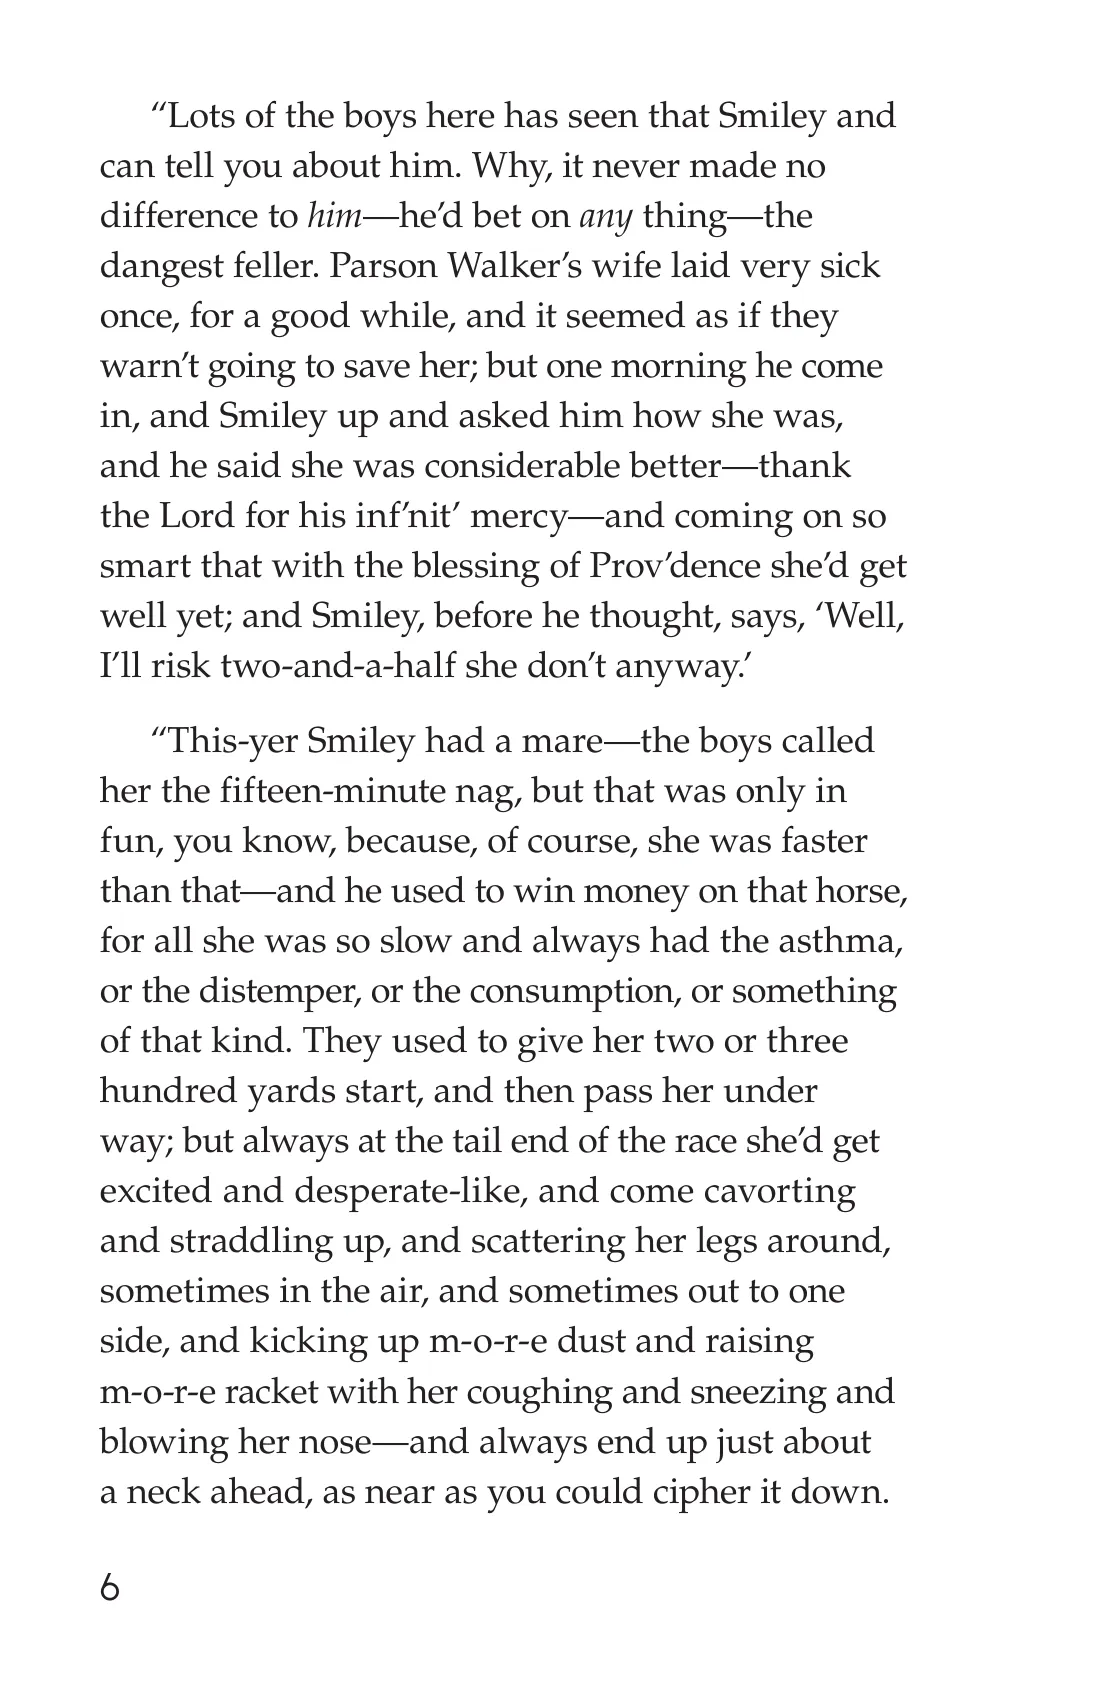 “Lots of the boys here has seen that Smiley and
can tell you about him. Why, it never made no
difference to him—he’d bet on any thing—the
dangest feller. Parson Walker’s wife laid very sick
once, for a good while, and it seemed as if they
warn’t going to save her; but one morning he come
in, and Smiley up and asked him how she was,
and he said she was considerable better—thank
the Lord for his inf’nit’ mercy—and coming on so
smart that with the blessing of Prov’dence she’d get
well yet; and Smiley, before he thought, says, ‘Well,
I’ll risk two-and-a-half she don’t anyway.’
“This-yer Smiley had a mare—the boys called
her the fifteen-minute nag, but that was only in
fun, you know, because, of course, she was faster
than that—and he used to win money on that horse,
for all she was so slow and always had the asthma,
or the distemper, or the consumption, or something
of that kind. They used to give her two or three
hundred yards start, and then pass her under
way; but always at the tail end of the race she’d get
excited and desperate-like, and come cavorting
and straddling up, and scattering her legs around,
sometimes in the air, and sometimes out to one
side, and kicking up m-o-r-e dust and raising
m-o-r-e racket with her coughing and sneezing and
blowing her nose—and always end up just about
a neck ahead, as near as you could cipher it down.
6